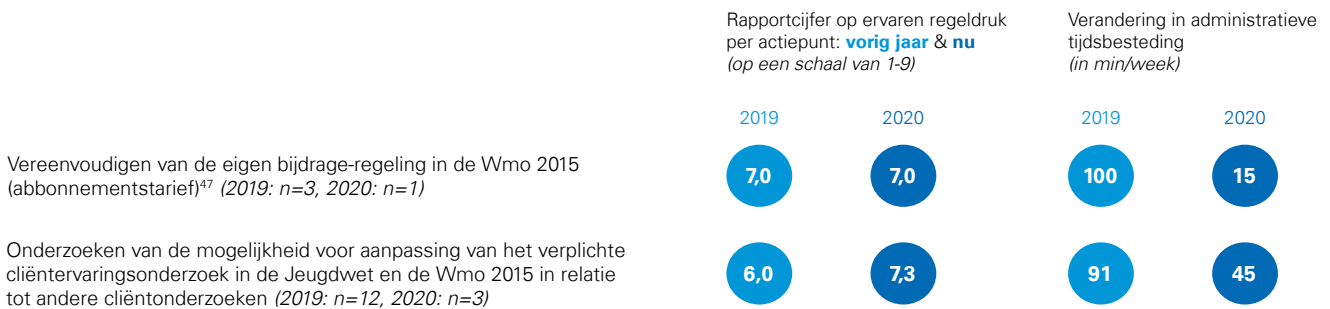 Rapportcijfer op ervaren regeldruk
per actiepunt: vorig jaar & nu
(op een schaal van 1-9)
Verandering in administratieve
tijdsbesteding
(in min/week)
2019 2020 2019 2020
Vereenvoudigen van de eigen bijdrage-regeling in de Wmo 2015
(abbonnementstarief)47 (2019: n=3, 2020: n=1)
7,0 7,0 100 15
Onderzoeken van de mogelijkheid voor aanpassing van het verplichte
cliëntervaringsonderzoek in de Jeugdwet en de Wmo 2015 in relatie
tot andere cliëntonderzoeken (2019: n=12, 2020: n=3)
6,0 7,3 91 45